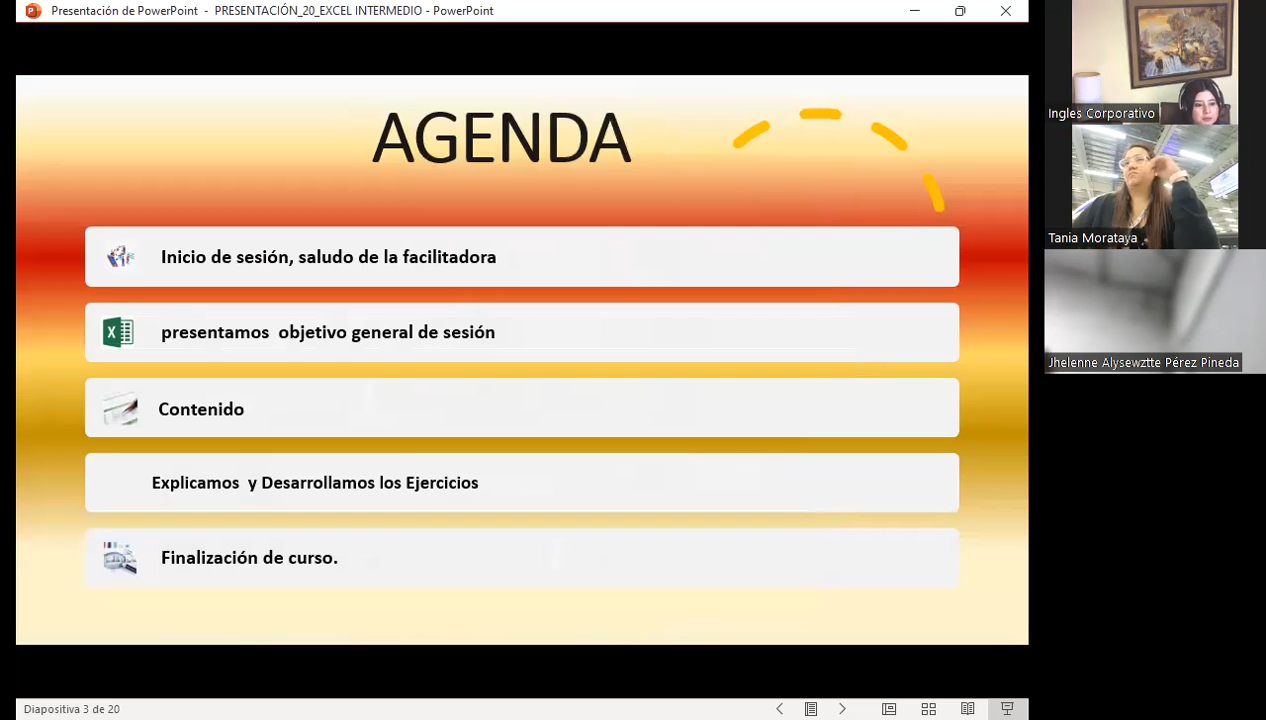 Presentación de PowerPoint - PRESENTACIÓN_20_EXCEL INTERMEDIO - PowerPoint
AGENDA
Inicio de sesión, saludo de la facilitadora
presentamos objetivo general de sesión
Contenido
Explicamos y Desarrollamos los Ejercicios
Finalización de curso.
Ingles Corporativo
Tania Morataya
Jhelenne Alysewztte Pérez Pineda
Diapositiva 3 de 20